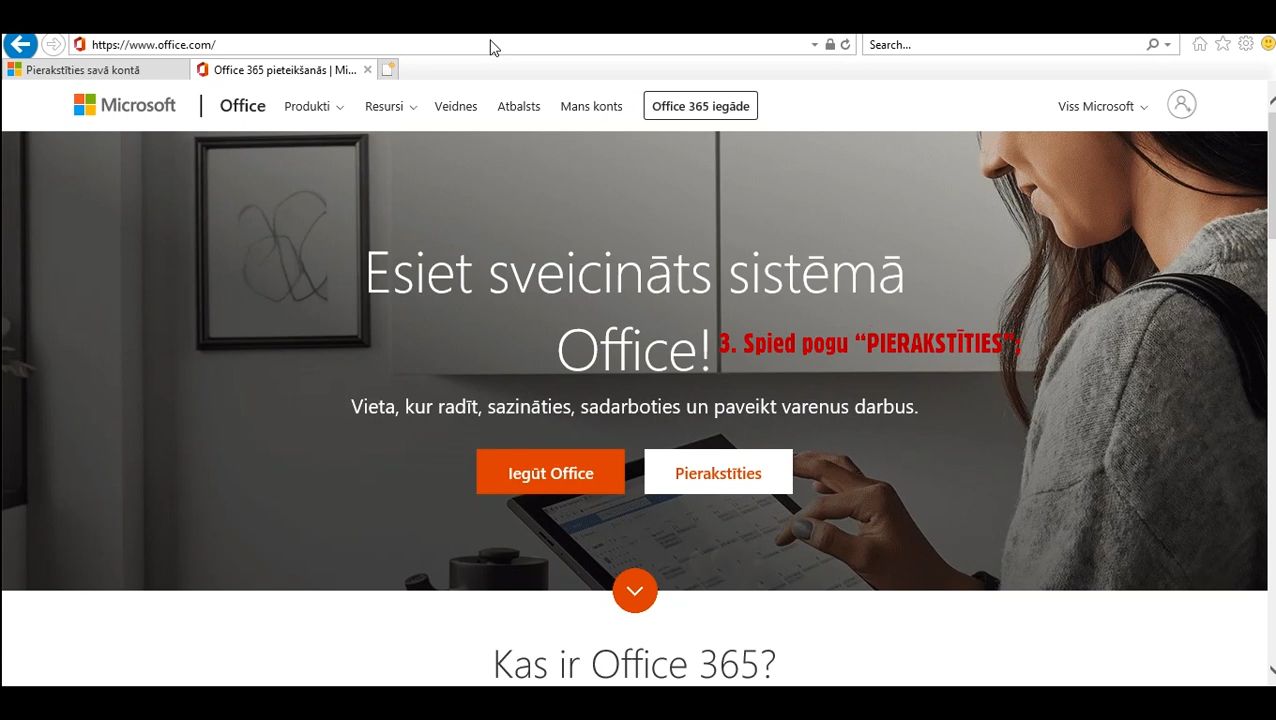 https://www.office.com/
Search...
Pierakstīties savā kontā
Office 365 pieteikšanās | Mi...
Microsoft
Office
Produkti
Resursi
Veidnes
Atbalsts
Mans konts
Office 365 iegāde
Viss Microsoft
Esiet sveicināts sistēmā
Office!
3. Spied pogu “PIERAKSTĪTIES”;
Vieta, kur radīt, sazināties, sadarboties un paveikt varenus darbus.
Iegūt Office
Pierakstīties
Kas ir Office 365?